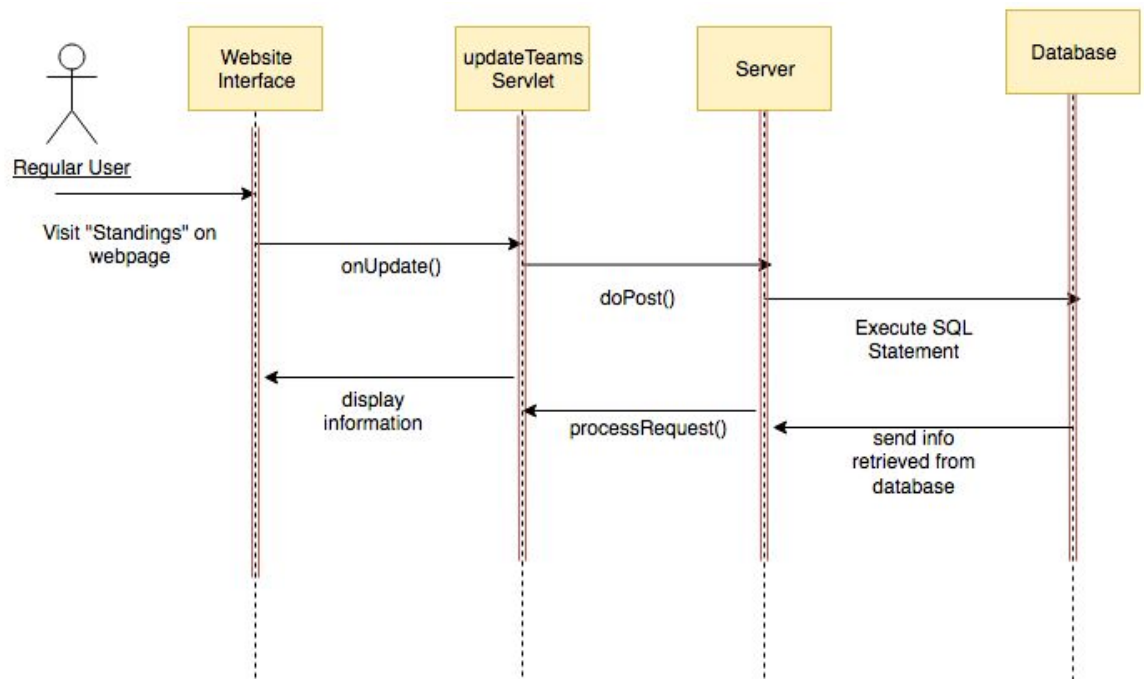 Website
Interface
updateTeams
Servlet
Server
Database
Regular User
Visit "Standings" on
webpage
onUpdate()
doPost()
Execute SQL
Statement
display
information
processRequest()
send info
retrieved from
database